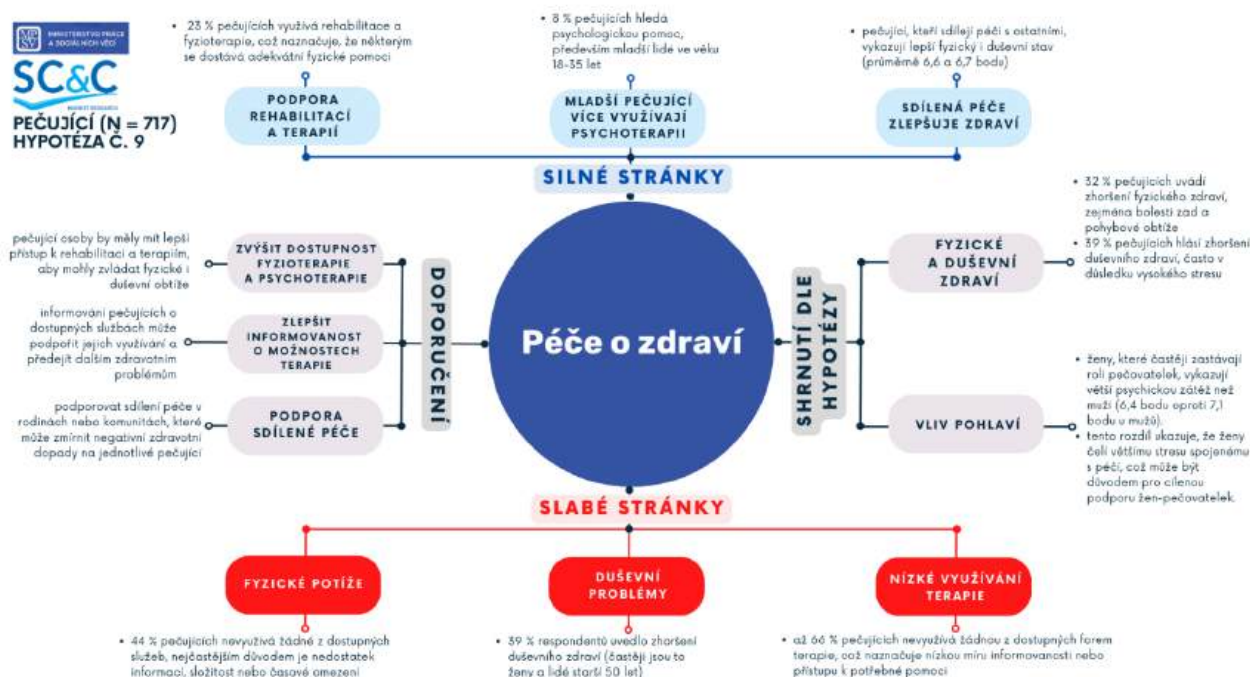 MINISTERSTVO PRÁCE
A SOCIÁLNÍCH VĚCÍ
SC&C
MARKET RESEARCH
PEČUJÍCÍ (N = 717)
HYPOTÉZA Č. 9
• 23 % pečujících využívá rehabilitace a
fyzioterapie, což naznačuje, že některým
se dostává adekvátní fyzické pomoci
PODPORA
REHABILITACÍ
A TERAPIÍ
• 8 % pečujících hledá
psychologickou pomoc,
především mladší lidé ve věku
18-35 let
MLADŠÍ PEČUJÍCÍ
VÍCE VYUŽÍVAJÍ
PSYCHOTERAPII
• pečující, kteří sdílejí péči s ostatními,
vykazují lepší fyzický i duševní stav
(průměrně 6,6 a 6,7 bodu)
SDÍLENÁ PÉČE
ZLEPŠUJE ZDRAVÍ
SILNÉ STRÁNKY
pečující osoby by měly mít lepší
přístup k rehabilitaci a terapiím,
aby mohly zvládat fyzické i
duševní obtíže
ZVÝŠIT DOSTUPNOST
FYZIOTERAPIE
A PSYCHOTERAPIE
informování pečujících o
dostupných službách může
podpořit jejich využívání a
předejít dalším zdravotním
problémům
ZLEPŠIT
INFORMOVANOST
O MOŽNOSTECH
TERAPIE
podporovat sdílení péče v
rodinách nebo komunitách, které
může zmírnit negativní zdravotní
dopady na jednotlivé pečující
PODPORA
SDÍLENÉ PÉČE
DOPORUČENÍ
Péče o zdraví
SHRNUTÍ DLE
HYPOTÉZY
FYZICKÉ
A DUŠEVNÍ
ZDRAVÍ
• 32 % pečujících uvádí
zhoršení fyzického zdraví,
zejména bolesti zad a
pohybové obtíže
• 39 % pečujících hlásí zhoršení
duševního zdraví, často v
důsledku vysokého stresu
VLIV POHLAVÍ
• ženy, které častěji zastávají
roli pečovatelek, vykazují
větší psychickou zátěž než
muži (6,4 bodu oproti 7,1
bodu u mužů).
• tento rozdíl ukazuje, že ženy
čelí většímu stresu spojenému
s péčí, což může být
důvodem pro cílenou
podporu žen-pečovatelek.
SLABÉ STRÁNKY
FYZICKÉ POTÍŽE
• 44 % pečujících nevyužívá žádné z dostupných
služeb, nejčastějším důvodem je nedostatek
informací, složitost nebo časové omezení
DUŠEVNÍ
PROBLÉMY
• 39 % respondentů uvedlo zhoršení
duševního zdraví (častěji jsou to
ženy a lidé starší 50 let)
NÍZKÉ VYUŽÍVÁNÍ
TERAPIE
• až 66 % pečujících nevyužívá žádnou z dostupných forem
terapie, což naznačuje nízkou míru informovanosti nebo
přístupu k potřebné pomoci